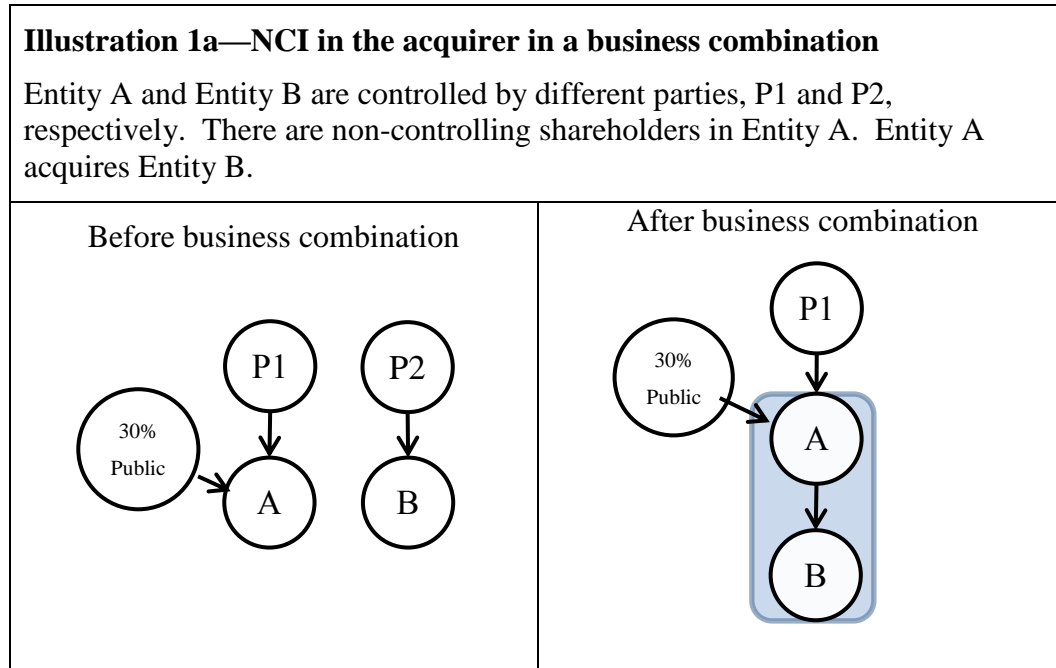 Illustration 1a—NCI in the acquirer in a business combination
Entity A and Entity B are controlled by different parties, P1 and P2,
respectively.  There are non-controlling shareholders in Entity A.  Entity A
acquires Entity B.
Before business combination
P1
P2
30%
Public
A
B
After business combination
P1
30%
Public
A
B